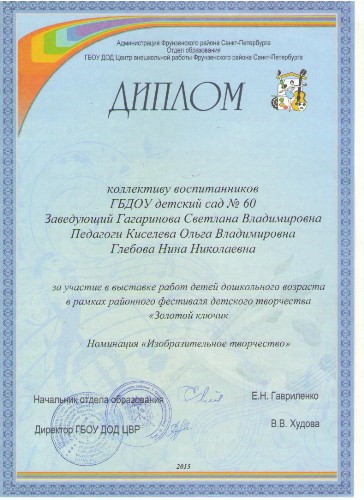 Администрация Фрунзенского района Санкт-Петербурга
Отдел образования
ГБОУ ДОД Центр внешкольной работы Фрунзенского района Санкт-Петербурга
ДИПЛОМ
коллективу воспитанников
ГБДОУ детский сад № 60
Заведующий Гагаринова Светлана Владимировна
Педагоги Киселева Ольга Владимировна
Глебова Нина Николаевна
за участие в выставке работ детей дошкольного возраста
в рамках районного фестиваля детского творчества
«Золотой ключик
Номинация «Изобразительное творчество»
Начальник отдела образования Е.Н. Гавриленко
Директор ГБОУ ДОД ЦВР В.В. Худова
2015